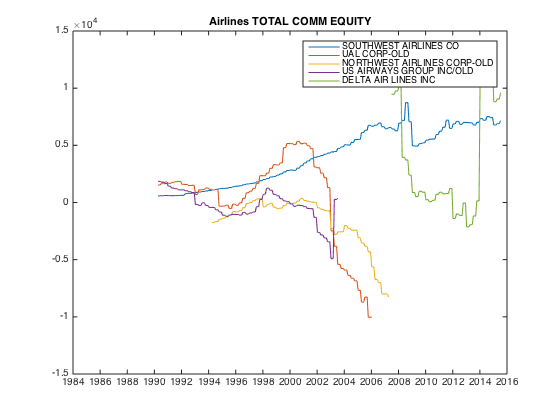 Airlines TOTAL COMM EQUITY
×10⁴
1.5
1
0.5
0
-0.5
-1
-1.5
SOUTHWEST AIRLINES CO
UAL CORP-OLD
NORTHWEST AIRLINES CORP-OLD
US AIRWAYS GROUP INC/OLD
DELTA AIR LINES INC
1984 1986 1988 1990 1992 1994 1996 1998 2000 2002 2004 2006 2008 2010 2012 2014 2016